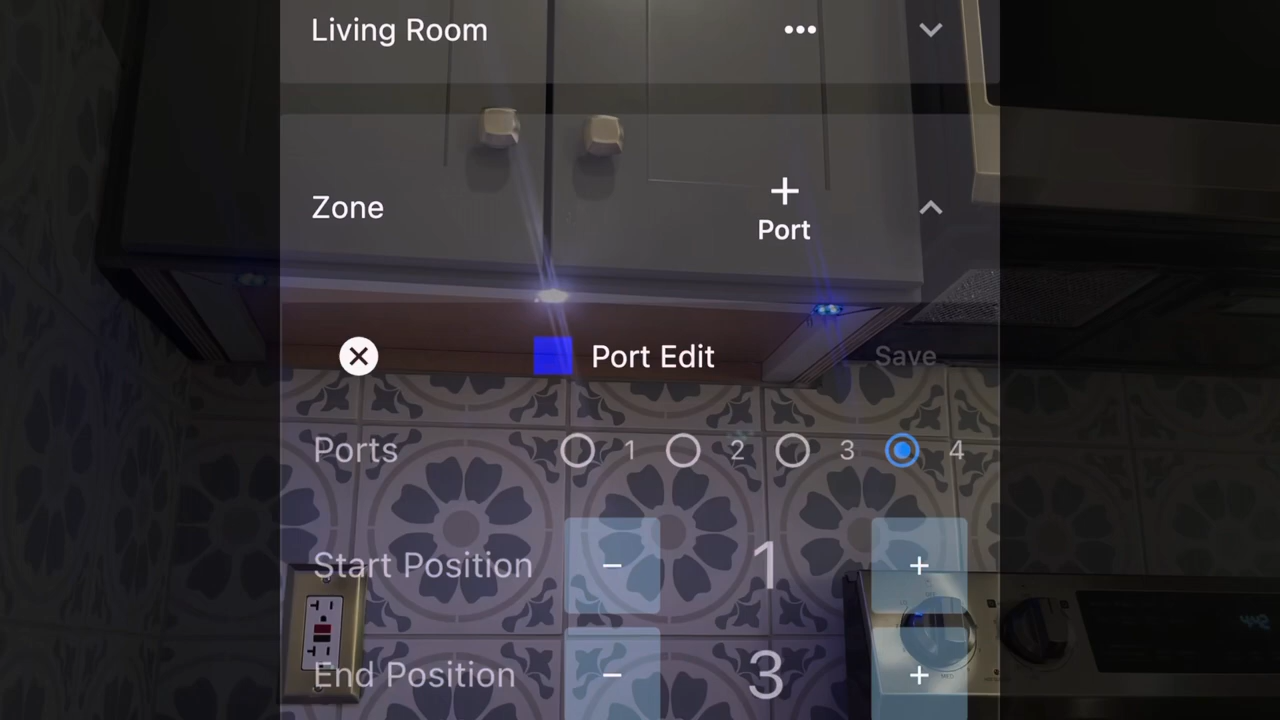 Living Room
Zone
Port
Port Edit
Save
Ports 1 2 3 4
Start Position − 1 +
End Position − 3 +